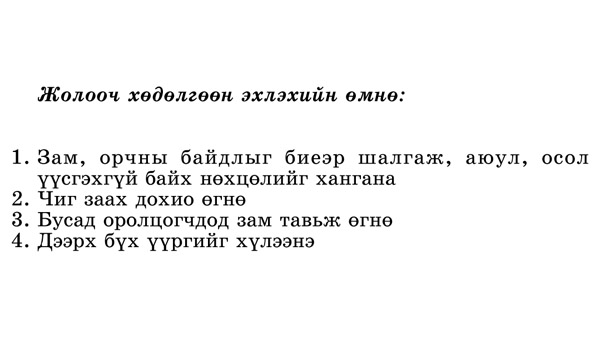 Жолооч хөдөлгөөн эхлэхийн өмнө:
1. Зам, орчны байдлыг биеэр шалгаж, аюул, осол
үүсгэхгүй байх нөхцөлийг хангана
2. Чиг заах дохио өгнө
3. Бусад оролцогчдод зам тавьж өгнө
4. Дээрх бүх үүргийг хүлээнэ